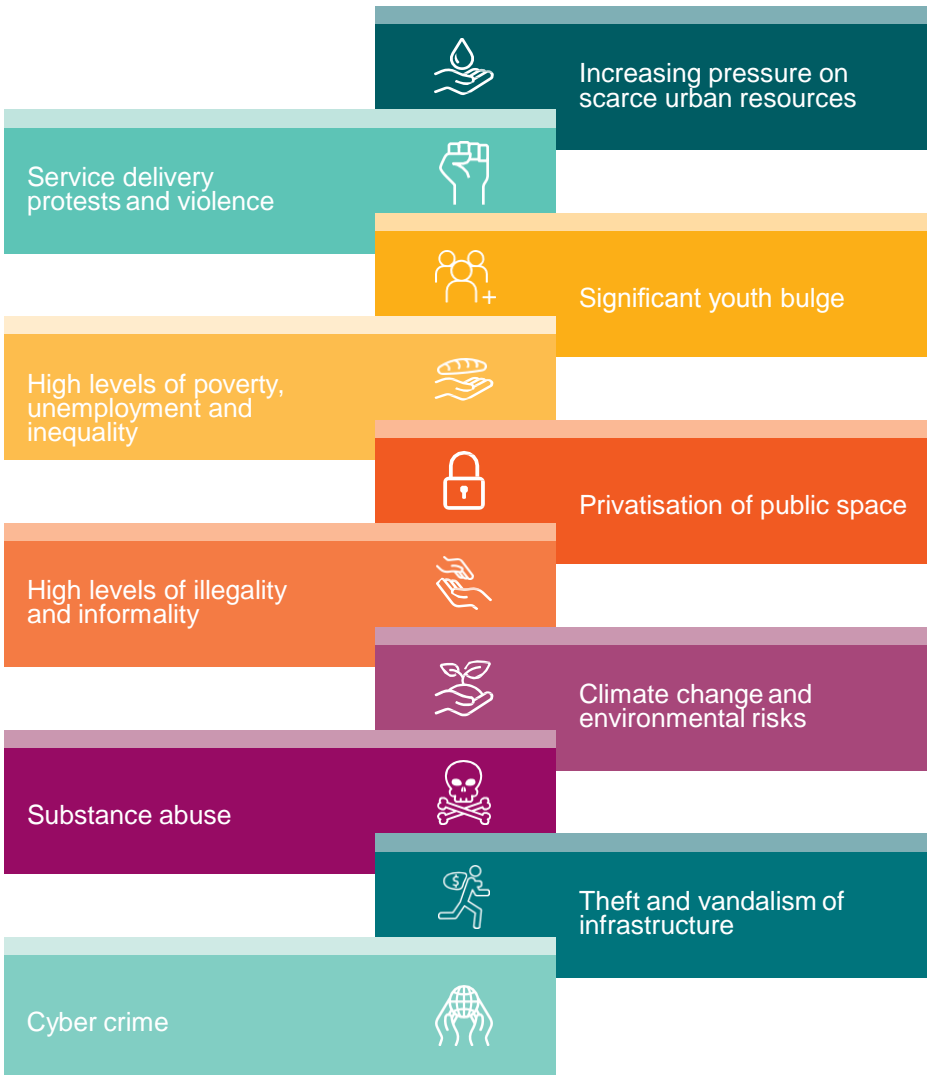 Increasing pressure on
scarce urban resources
Service delivery
protests and violence
Significant youth bulge
High levels of poverty,
unemployment and
inequality
Privatisation of public space
High levels of illegality
and informality
Climate change and
environmental risks
Substance abuse
Theft and vandalism of
infrastructure
Cyber crime